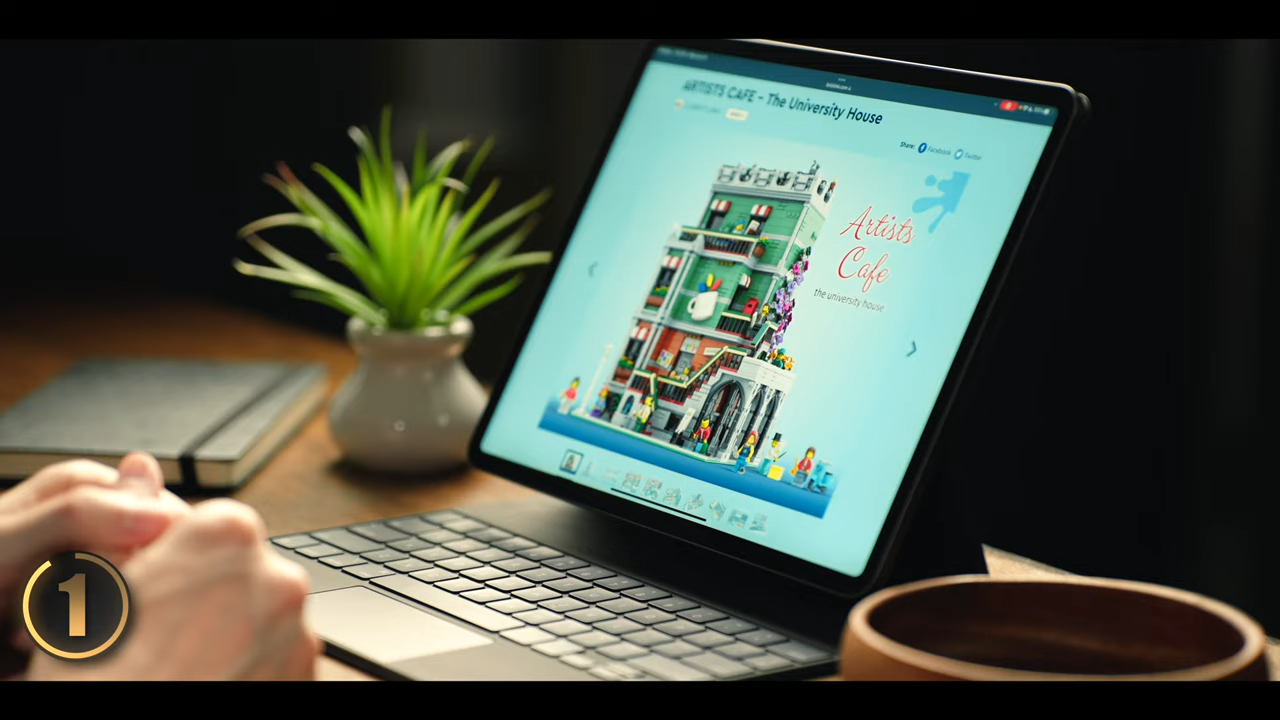 ARTISTS CAFE - The University House
Share: Facebook Twitter
Artists
Cafe
the university house
1